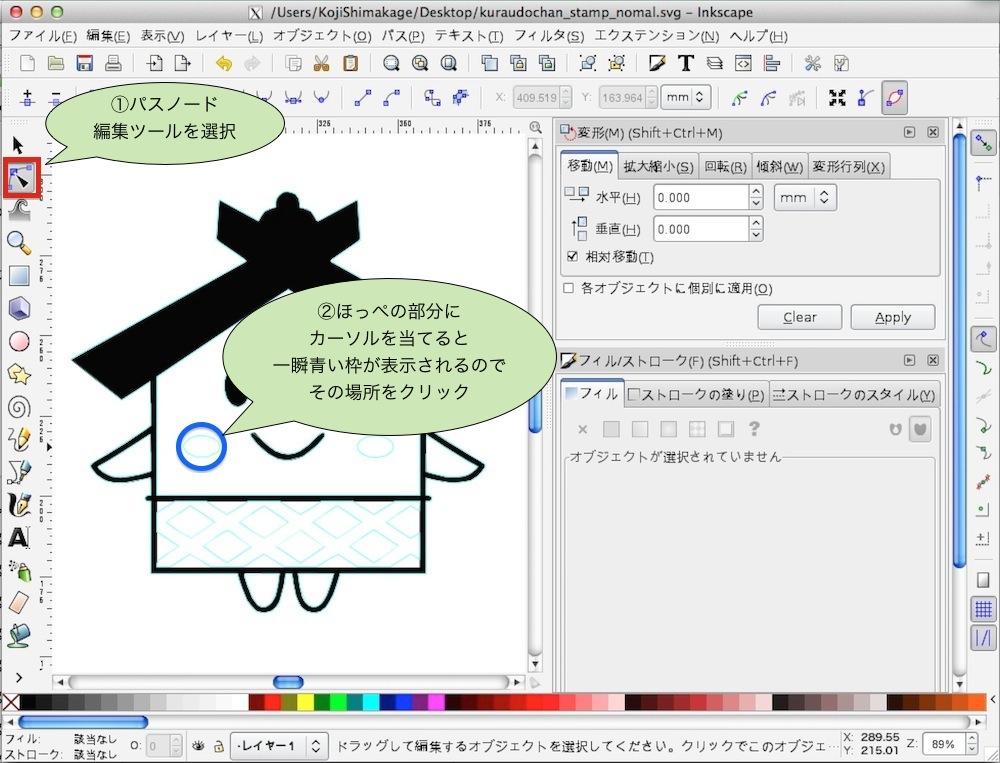 /Users/KojiShimakage/Desktop/kuraudochan_stamp_nomal.svg - Inkscape
ファイル(F) 編集(E) 表示(V) レイヤー(L) オブジェクト(O) パス(P) テキスト(T) フィルタ(S) エクステンション(N) ヘルプ(H)
X: 409.519 Y: 163.964 mm
①パスノード
編集ツールを選択
325 350 375
変形(M) (Shift+Ctrl+M)
移動(M) 拡大縮小(S) 回転(R) 傾斜(W) 変形行列(X)
水平(H) 0.000 mm
垂直(H) 0.000
相対移動(T)
各オブジェクトに個別に適用(O)
Clear Apply
②ほっぺの部分に
カーソルを当てると
一瞬青い枠が表示されるので
その場所をクリック
フィル/ストローク(F) (Shift+Ctrl+F)
フィル ストロークの塗り(P) ストロークのスタイル(Y)
?
オブジェクトが選択されていません
フィル: 該当なし
ストローク: 該当なし
O: 0
レイヤー 1
ドラッグして編集するオブジェクトを選択してください。クリックでこのオブジェ…
X: 289.55
Y: 215.01
Z: 89%